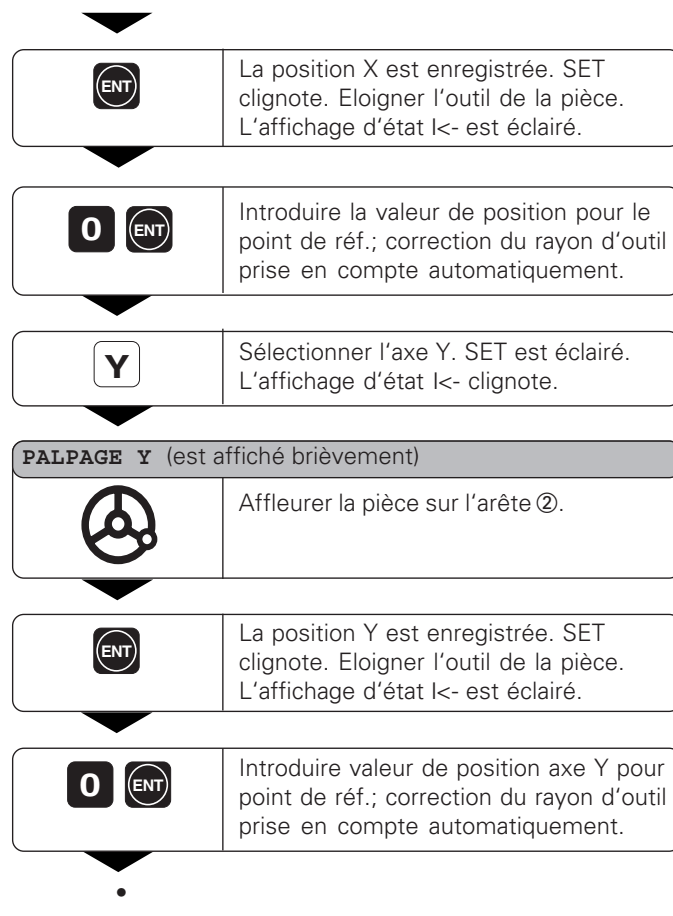 ENT
La position X est enregistrée. SET
clignote. Eloigner l'outil de la pièce.
L'affichage d'état I<- est éclairé.
0 ENT
Introduire la valeur de position pour le
point de réf.; correction du rayon d'outil
prise en compte automatiquement.
Y
Sélectionner l'axe Y. SET est éclairé.
L'affichage d'état I<- clignote.
PALPAGE Y (est affiché brièvement)
Affleurer la pièce sur l'arête ②.
ENT
La position Y est enregistrée. SET
clignote. Eloigner l'outil de la pièce.
L'affichage d'état I<- est éclairé.
0 ENT
Introduire valeur de position axe Y pour
point de réf.; correction du rayon d'outil
prise en compte automatiquement.